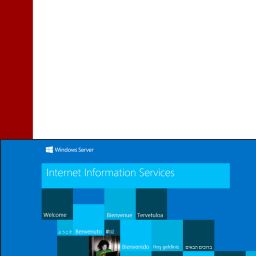 Windows Server
Internet Information Services
Welcome
Bienvenue
Tervetuloa
ようこそ
Benvenuto
歡迎
Bienvenido
Hoş geldiniz
ברוכים הבאים